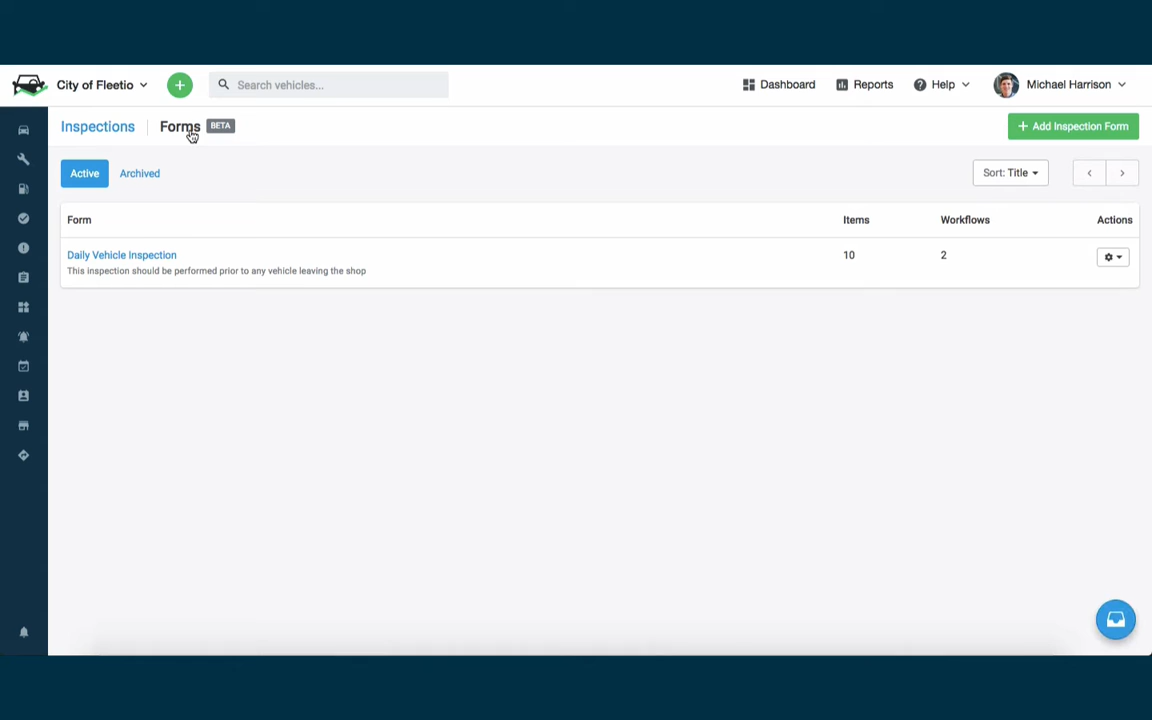 City of Fleetio
Search vehicles...
Dashboard
Reports
Help
Michael Harrison
Inspections
Forms
BETA
+ Add Inspection Form
Active
Archived
Sort: Title
Form
Items
Workflows
Actions
Daily Vehicle Inspection
10
2
This inspection should be performed prior to any vehicle leaving the shop